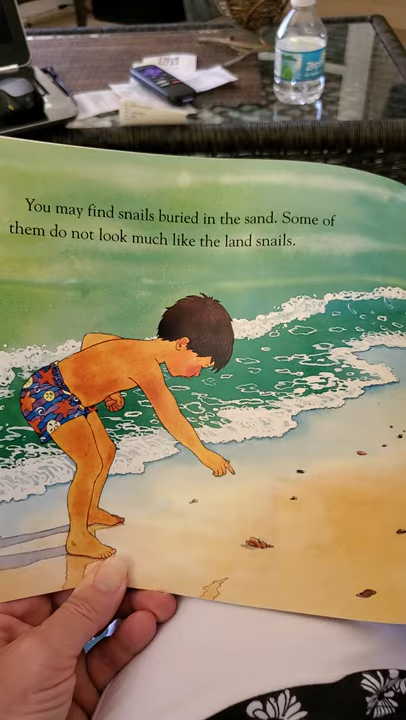 You may find snails buried in the sand. Some of
them do not look much like the land snails.